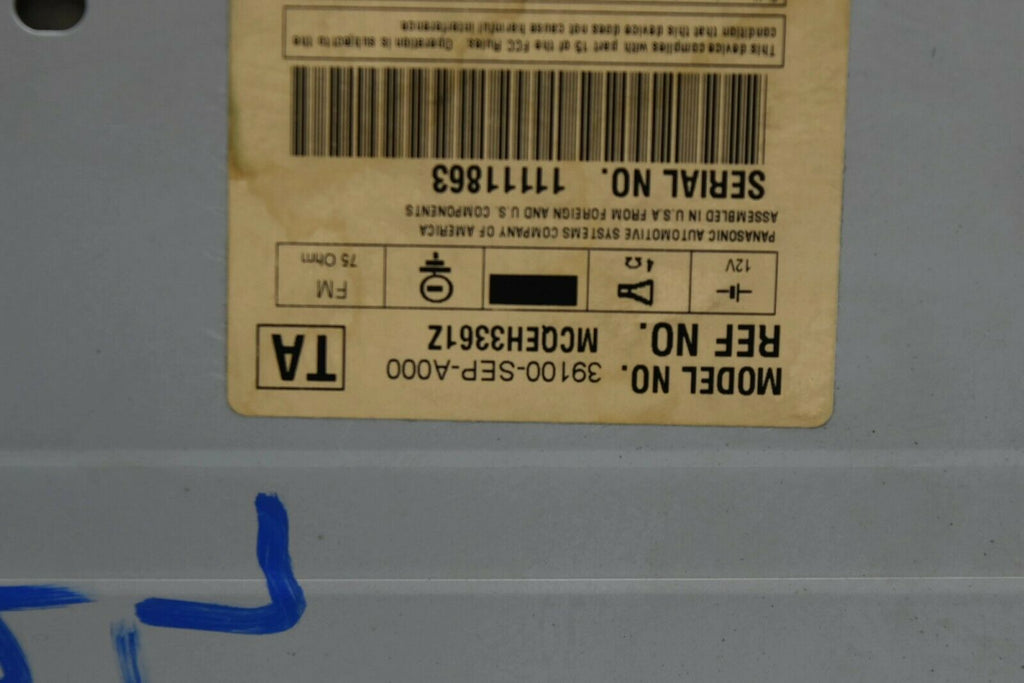 MODEL NO. 39100-SEP-A000
REF NO. MCQEH3361Z
TA
12V
4Ω
FM
75 Ohm
PANASONIC AUTOMOTIVE SYSTEMS COMPANY OF AMERICA
ASSEMBLED IN U.S.A FROM FOREIGN AND U.S. COMPONENTS
SERIAL NO. 11111863
This device complies with part 15 of the FCC Rules. Operation is subject to the
condition that this device does not cause harmful interference